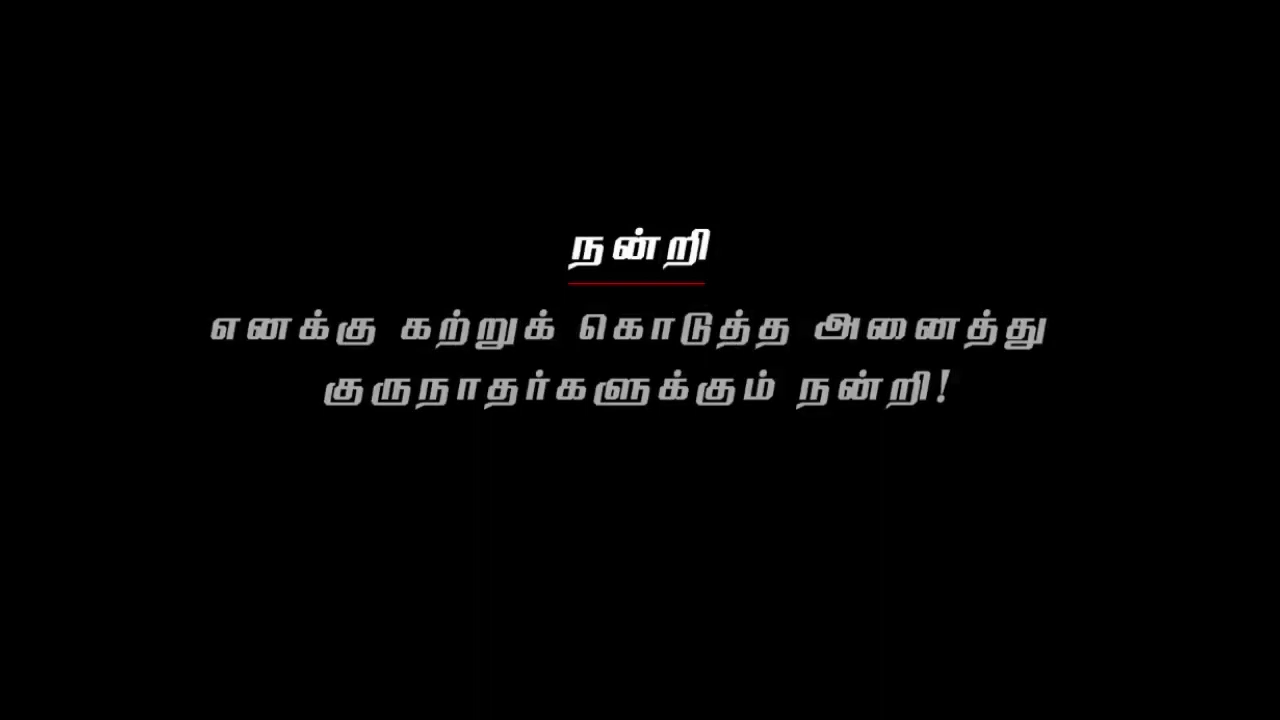 நன்றி
எனக்கு கற்றுக் கொடுத்த அனைத்து
குருநாதர்களுக்கும் நன்றி!